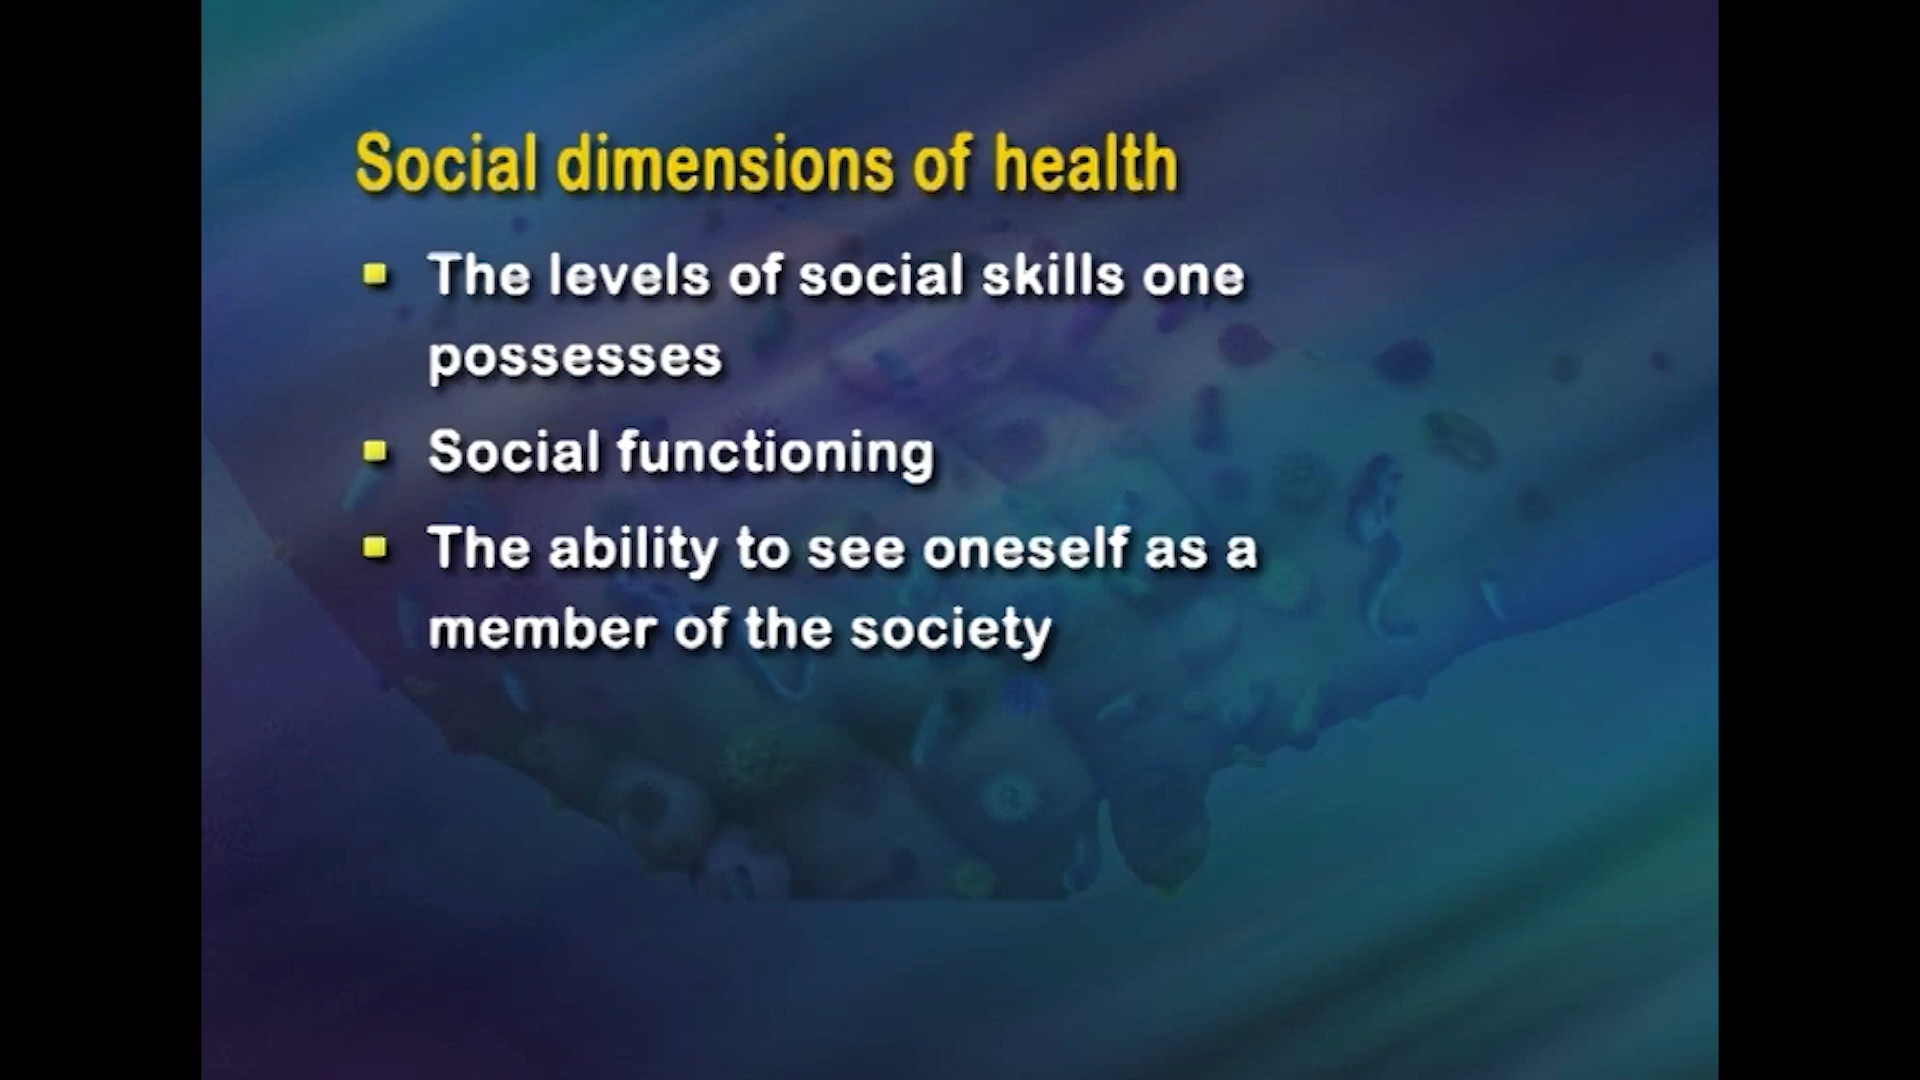 Social dimensions of health
The levels of social skills one
possesses
Social functioning
The ability to see oneself as a
member of the society